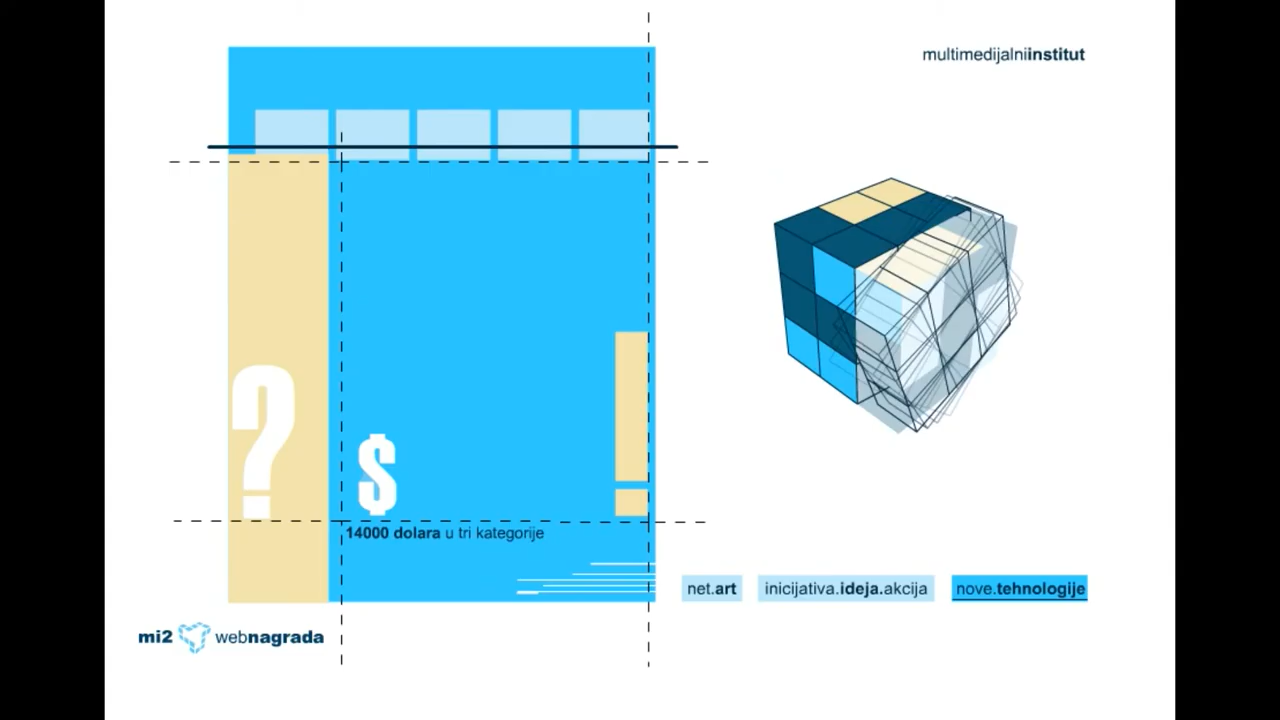 multimedijalniinstitut
?
$
!
14000 dolara u tri kategorije
net.art
inicijativa.ideja.akcija
nove.tehnologije
mi2 webnagrada